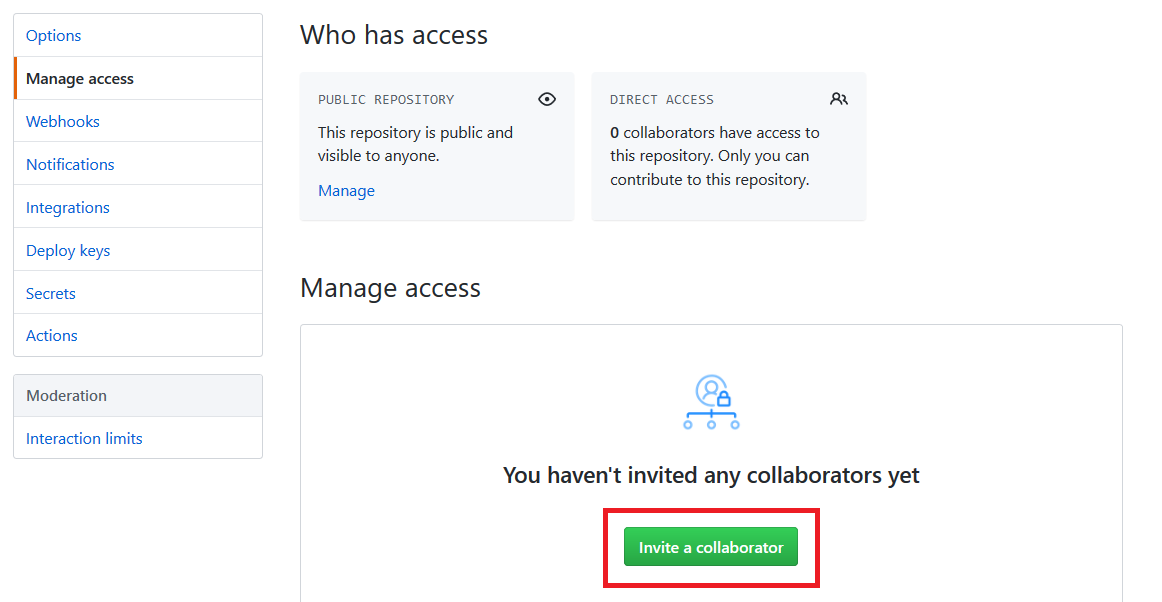 Options
Manage access
Webhooks
Notifications
Integrations
Deploy keys
Secrets
Actions
Moderation
Interaction limits
Who has access
PUBLIC REPOSITORY
This repository is public and
visible to anyone.
Manage
DIRECT ACCESS
0 collaborators have access to
this repository. Only you can
contribute to this repository.
Manage access
You haven't invited any collaborators yet
Invite a collaborator